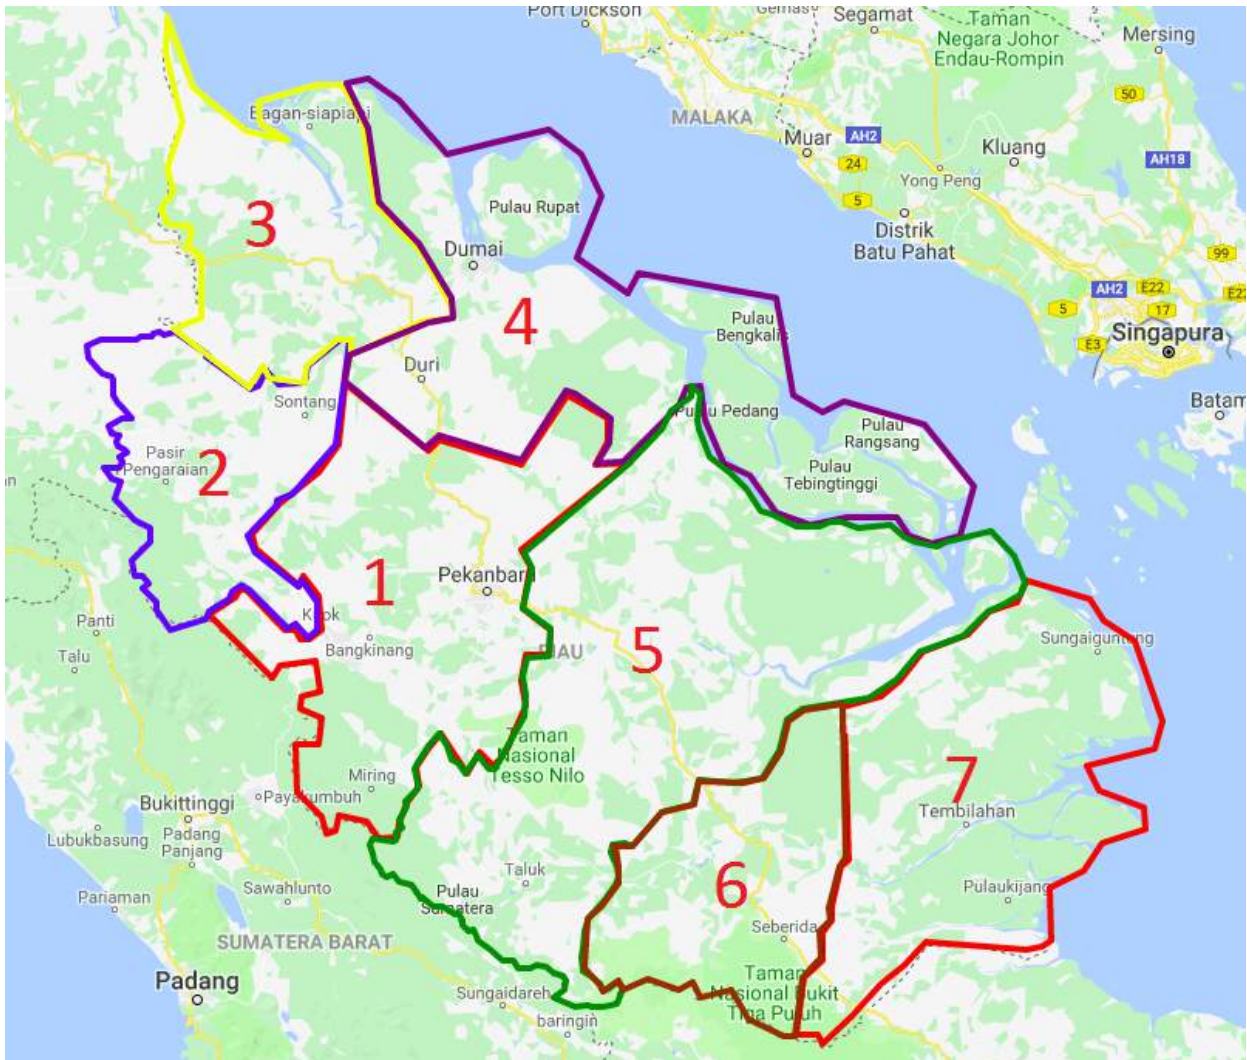 Port Dickson
Gemas
Segamat
Taman
Negara Johor
Endau-Rompin
Mersing
50
MALAKA
Bagan-siapiapi
Muar
AH2
24
Kluang
AH18
Yong Peng
5
Pulau Rupat
3
Dumai
Distrik
Batu Pahat
99
AH2
E22
E22
5
17
4
Pulau
Bengkalis
E3
Singapura
Duri
Sontang
Pulau Pedang
Batam
Pulau
Rangsang
Pasir
Pengaraian
2
Pulau
Tebingtinggi
Pekanbaru
1
Kuok
Panti
Bangkinang
RIAU
5
Sungaiguntung
Talu
Taman
Nasional
Tesso Nilo
Miring
7
Bukittinggi
Payakumbuh
Tembilahan
Lubukbasung
Padang
Panjang
Taluk
6
Pulaukijang
Sawahlunto
Pulau
Sumatera
Pariaman
Seberida
SUMATERA BARAT
Padang
Taman
Nasional Bukit
Tiga Puluh
Sungaidareh
baringin